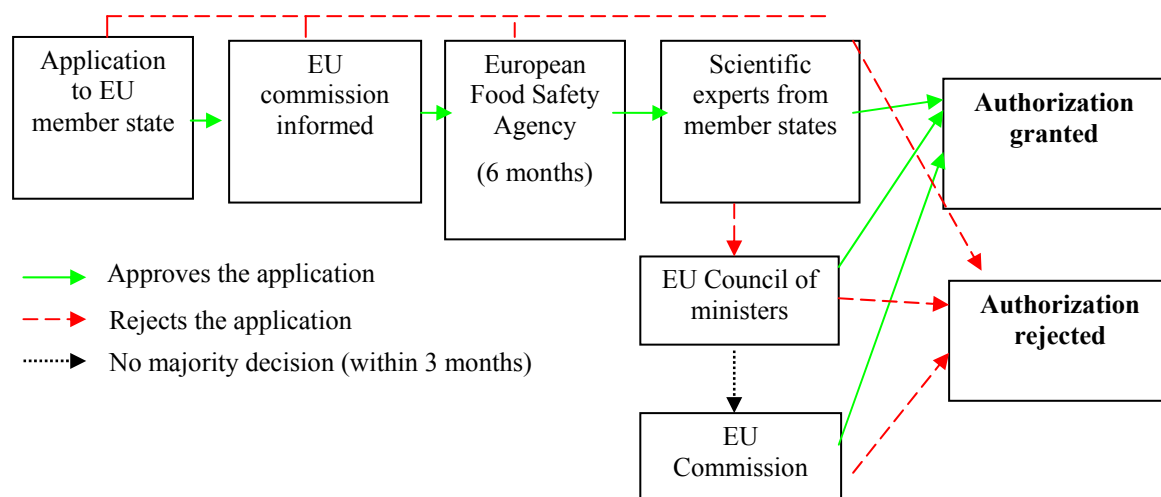 Application
to EU
member state
EU
commission
informed
European
Food Safety
Agency
(6 months)
Scientific
experts from
member states
Authorization
granted
Approves the application
Rejects the application
No majority decision (within 3 months)
EU Council of
ministers
Authorization
rejected
EU
Commission